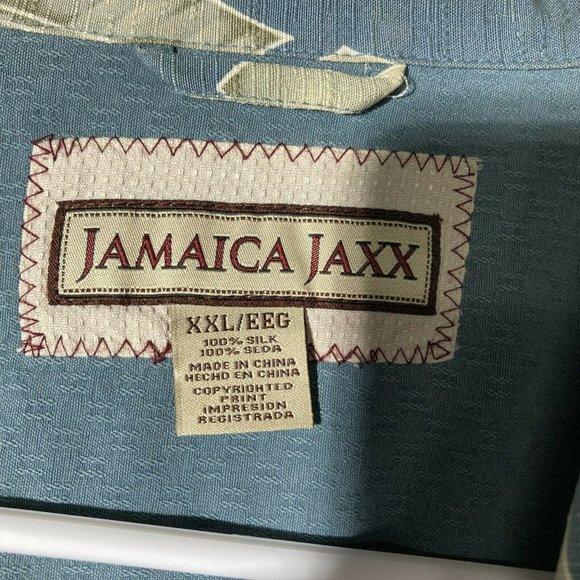 JAMAICA JAXX
XXL/EEG
100% SILK
100% SEDA
MADE IN CHINA
HECHO EN CHINA
COPYRIGHTED
PRINT
IMPRESION
REGISTRADA